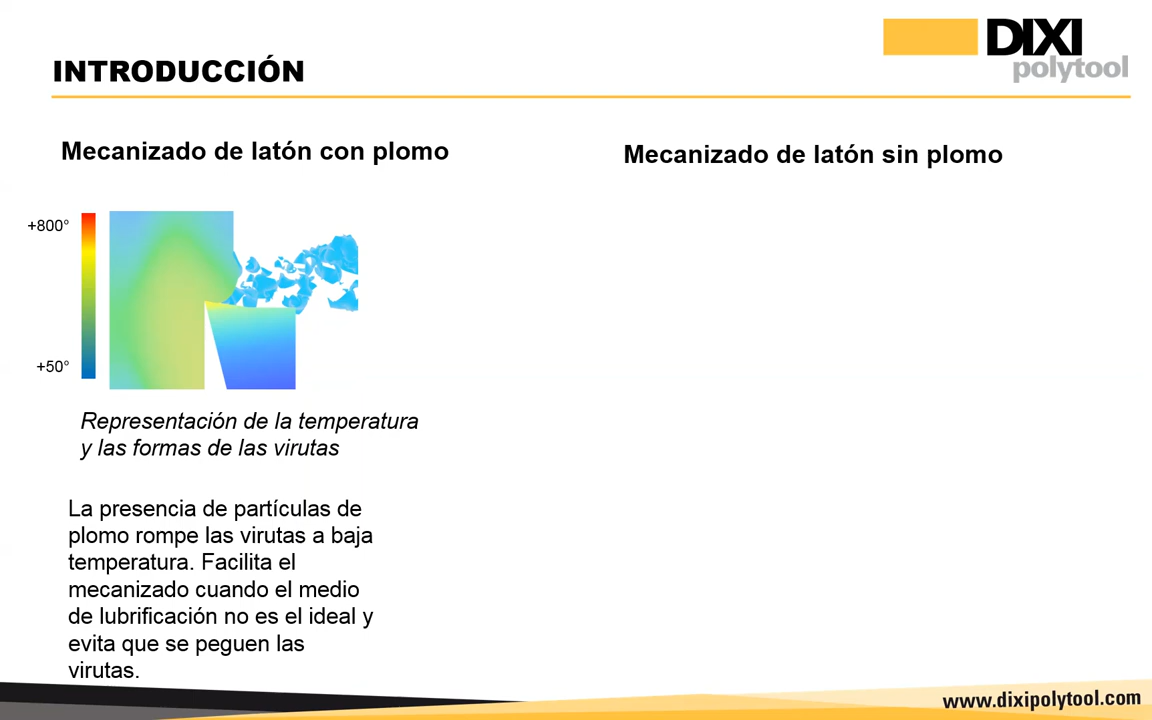 DIXI
polytool
INTRODUCCIÓN
Mecanizado de latón con plomo
Mecanizado de latón sin plomo
+800°
+50°
Representación de la temperatura
y las formas de las virutas
La presencia de partículas de
plomo rompe las virutas a baja
temperatura. Facilita el
mecanizado cuando el medio
de lubrificación no es el ideal y
evita que se peguen las
virutas.
www.dixipolytool.com